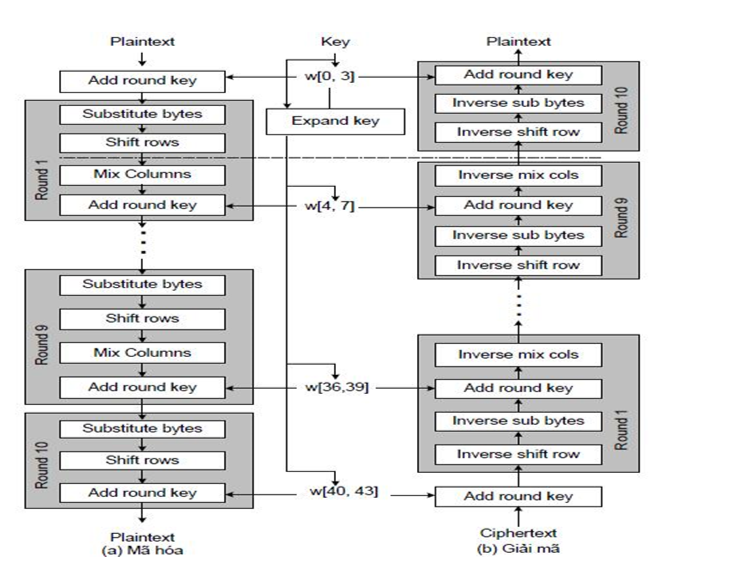 Plaintext
Add round key
Round 1
Substitute bytes
Shift rows
Mix Columns
Add round key
Round 9
Substitute bytes
Shift rows
Mix Columns
Add round key
Round 10
Substitute bytes
Shift rows
Add round key
Plaintext
(a) Mã hóa
Key
w[0, 3]
Expand key
w[4, 7]
w[36,39]
w[40, 43]
Plaintext
Add round key
Inverse sub bytes
Inverse shift row
Round 10
Inverse mix cols
Add round key
Inverse sub bytes
Inverse shift row
Round 9
Inverse mix cols
Add round key
Inverse sub bytes
Inverse shift row
Round 1
Add round key
Ciphertext
(b) Giải mã